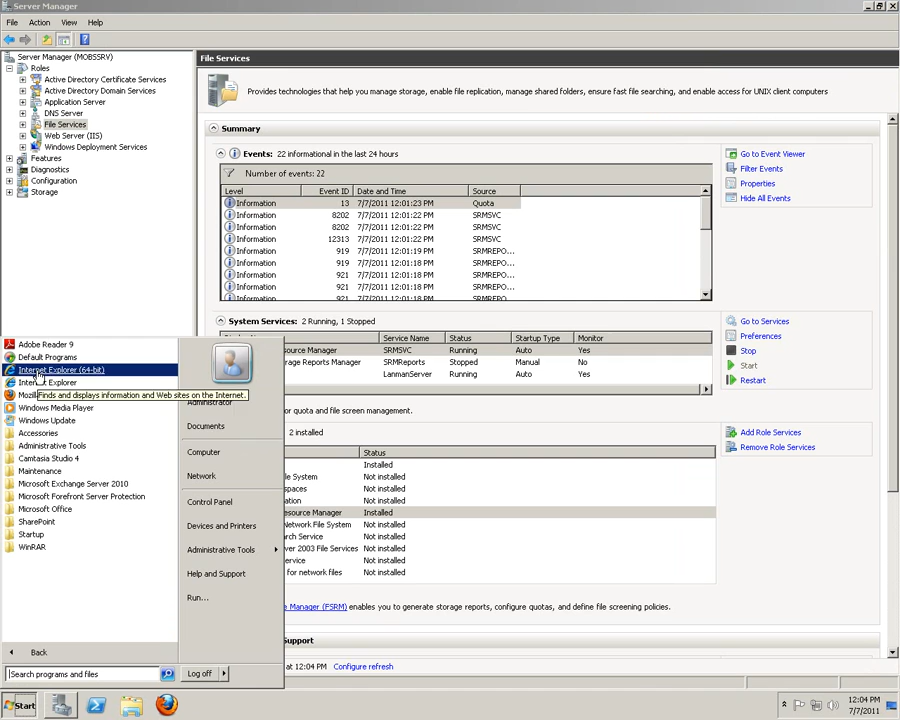 Server Manager
File Action View Help
Server Manager (MOBSSRV)
Roles
Active Directory Certificate Services
Active Directory Domain Services
Application Server
DNS Server
File Services
Web Server (IIS)
Windows Deployment Services
Features
Diagnostics
Configuration
Storage
File Services
Provides technologies that help you manage storage, enable file replication, manage shared folders, ensure fast file searching, and enable access for UNIX client computers
Summary
Events: 22 informational in the last 24 hours
Number of events: 22
Level Event ID Date and Time Source
Information 13 7/7/2011 12:01:23 PM Quota
Information 8202 7/7/2011 12:01:22 PM SRMSVC
Information 8202 7/7/2011 12:01:22 PM SRMSVC
Information 12313 7/7/2011 12:01:22 PM SRMSVC
Information 919 7/7/2011 12:01:19 PM SRMREPO...
Information 919 7/7/2011 12:01:18 PM SRMREPO...
Information 921 7/7/2011 12:01:18 PM SRMREPO...
Information 921 7/7/2011 12:01:18 PM SRMREPO...
Information 919 7/7/2011 12:01:18 PM SRMREPO
Go to Event Viewer
Filter Events
Properties
Hide All Events
System Services: 2 Running, 1 Stopped
Service Name Status Startup Type Monitor
source Manager SRMSVC Running Auto Yes
rage Reports Manager SRMReports Stopped Manual No
LanmanServer Running Auto Yes
Go to Services
Preferences
Stop
Start
Restart
or quota and file screen management.
2 installed
Status
Installed
le System Not installed
spaces Not installed
ation Not installed
esource Manager Installed
Network File System Not installed
arch Service Not installed
ver 2003 File Services Not installed
ervice Not installed
for network files Not installed
Add Role Services
Remove Role Services
e Manager (FSRM) enables you to generate storage reports, configure quotas, and define file screening policies.
Support
at 12:04 PM Configure refresh
Adobe Reader 9
Default Programs
Internet Explorer (64-bit)
Internet Explorer
Mozil
Finds and displays information and Web sites on the Internet.
Windows Media Player
Windows Update
Accessories
Administrative Tools
Camtasia Studio 4
Maintenance
Microsoft Exchange Server 2010
Microsoft Forefront Server Protection
Microsoft Office
SharePoint
Startup
WinRAR
Back
Search programs and files
Administrator
Documents
Computer
Network
Control Panel
Devices and Printers
Administrative Tools
Help and Support
Run...
Log off
Start
12:04 PM
7/7/2011